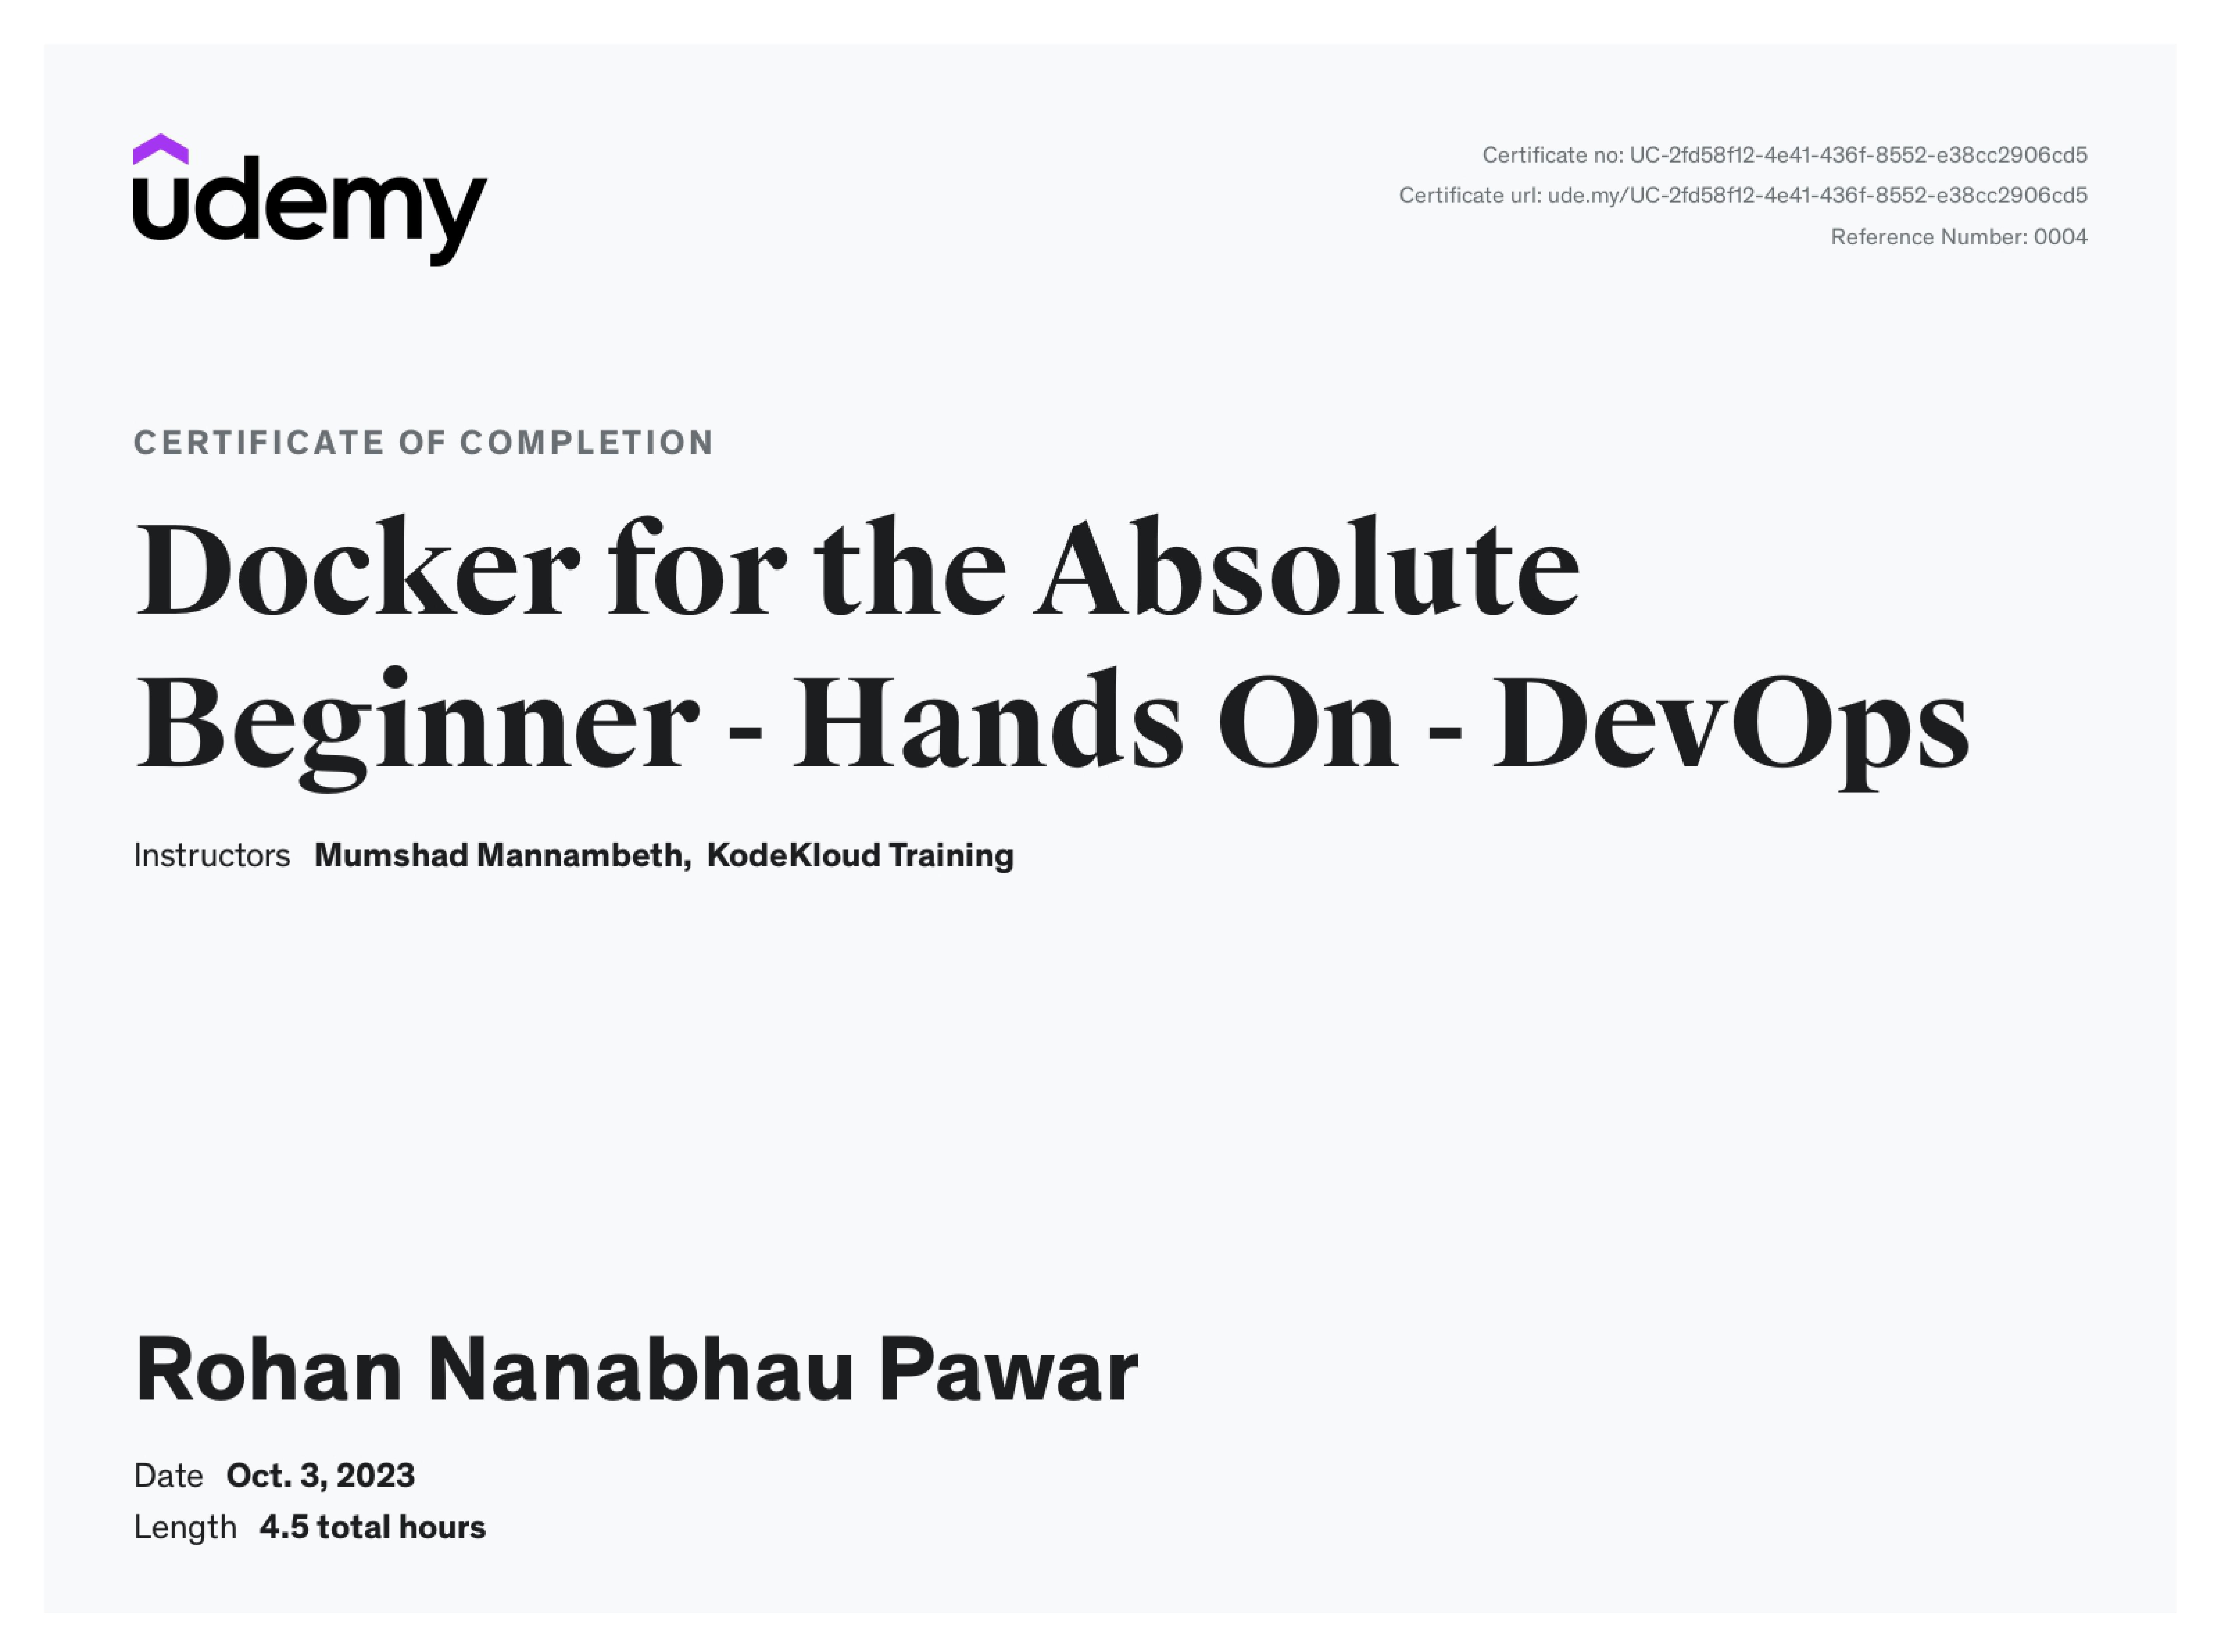 udemy
Certificate no: UC-2fd58f12-4e41-436f-8552-e38cc2906cd5
Certificate url: ude.my/UC-2fd58f12-4e41-436f-8552-e38cc2906cd5
Reference Number: 0004
CERTIFICATE OF COMPLETION
Docker for the Absolute
Beginner - Hands On - DevOps
Instructors Mumshad Mannambeth, KodeKloud Training
Rohan Nanabhau Pawar
Date Oct. 3, 2023
Length 4.5 total hours